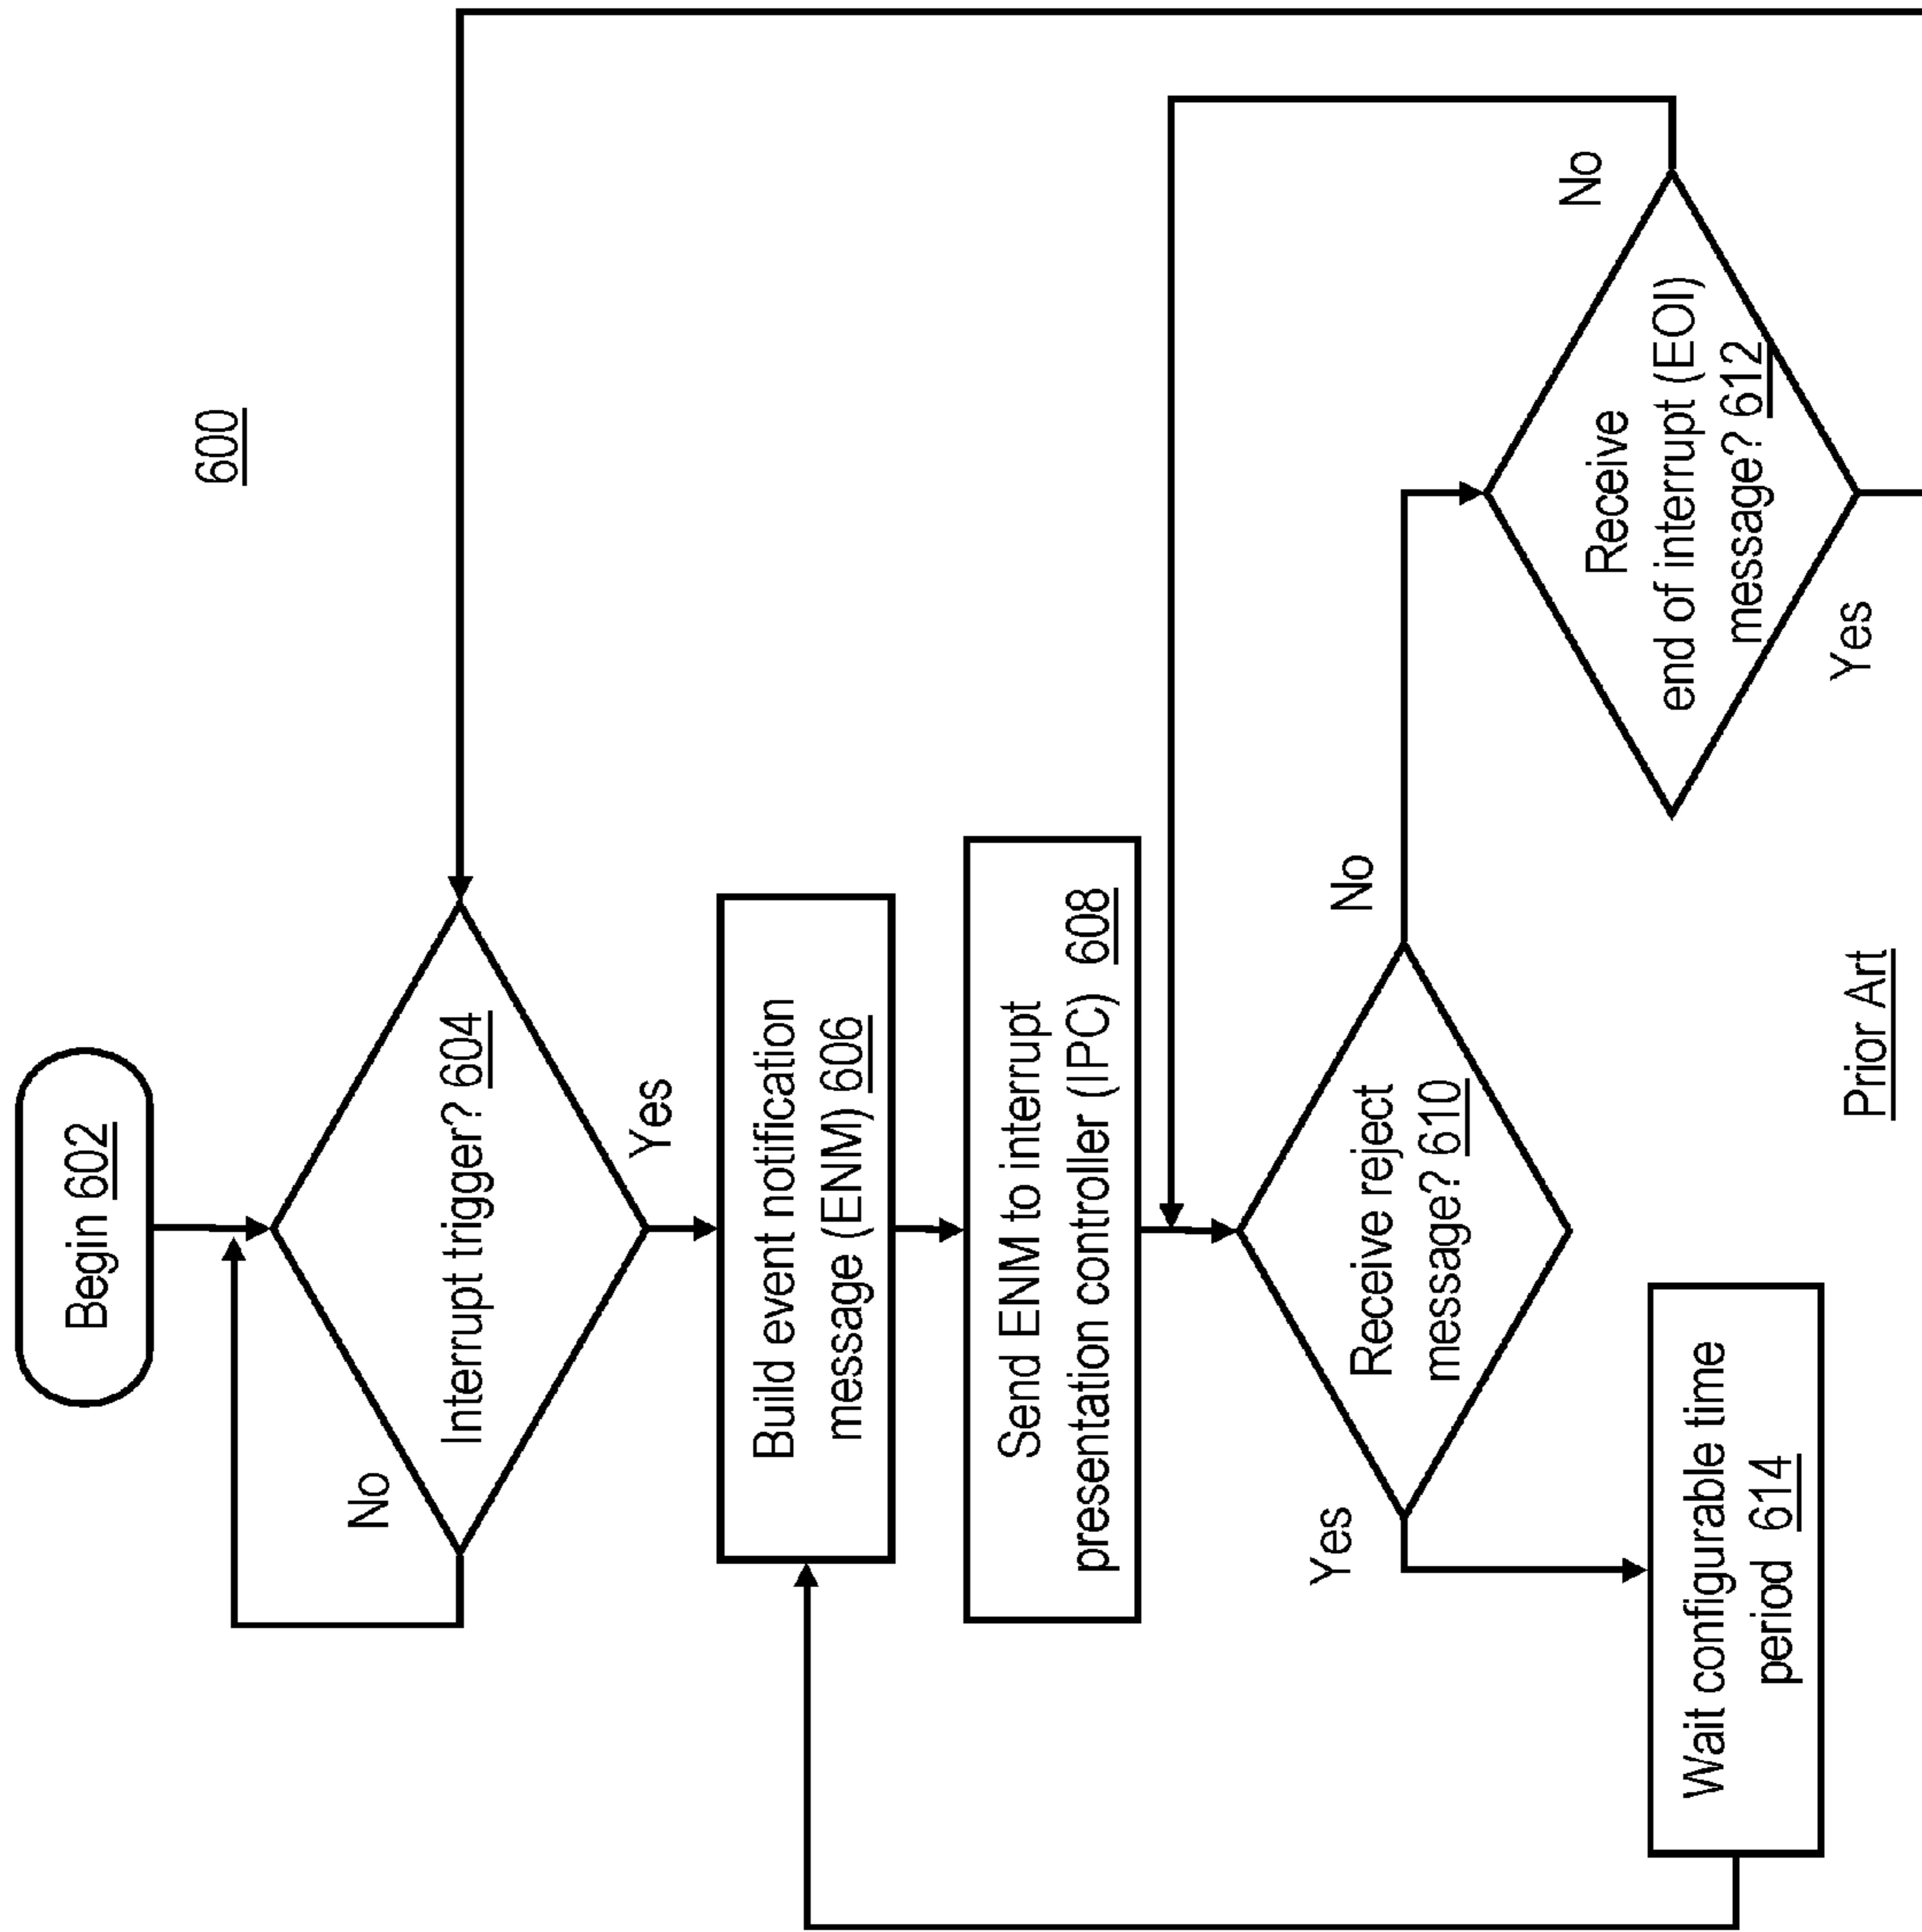 600
Begin 602
Interrupt trigger? 604
No
Yes
Build event notification
message (ENM) 606
Send ENM to interrupt
presentation controller (IPC) 608
Receive reject
message? 610
Yes
No
Receive
end of interrupt (EOI)
message? 612
No
Yes
Wait configurable time
period 614
Prior Art